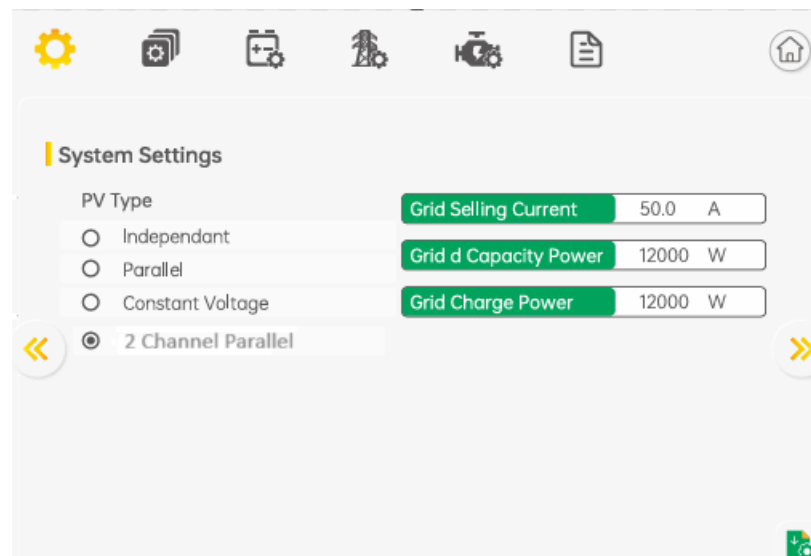 System Settings
PV Type
Independant
Parallel
Constant Voltage
2 Channel Parallel
Grid Selling Current 50.0 A
Grid d Capacity Power 12000 W
Grid Charge Power 12000 W